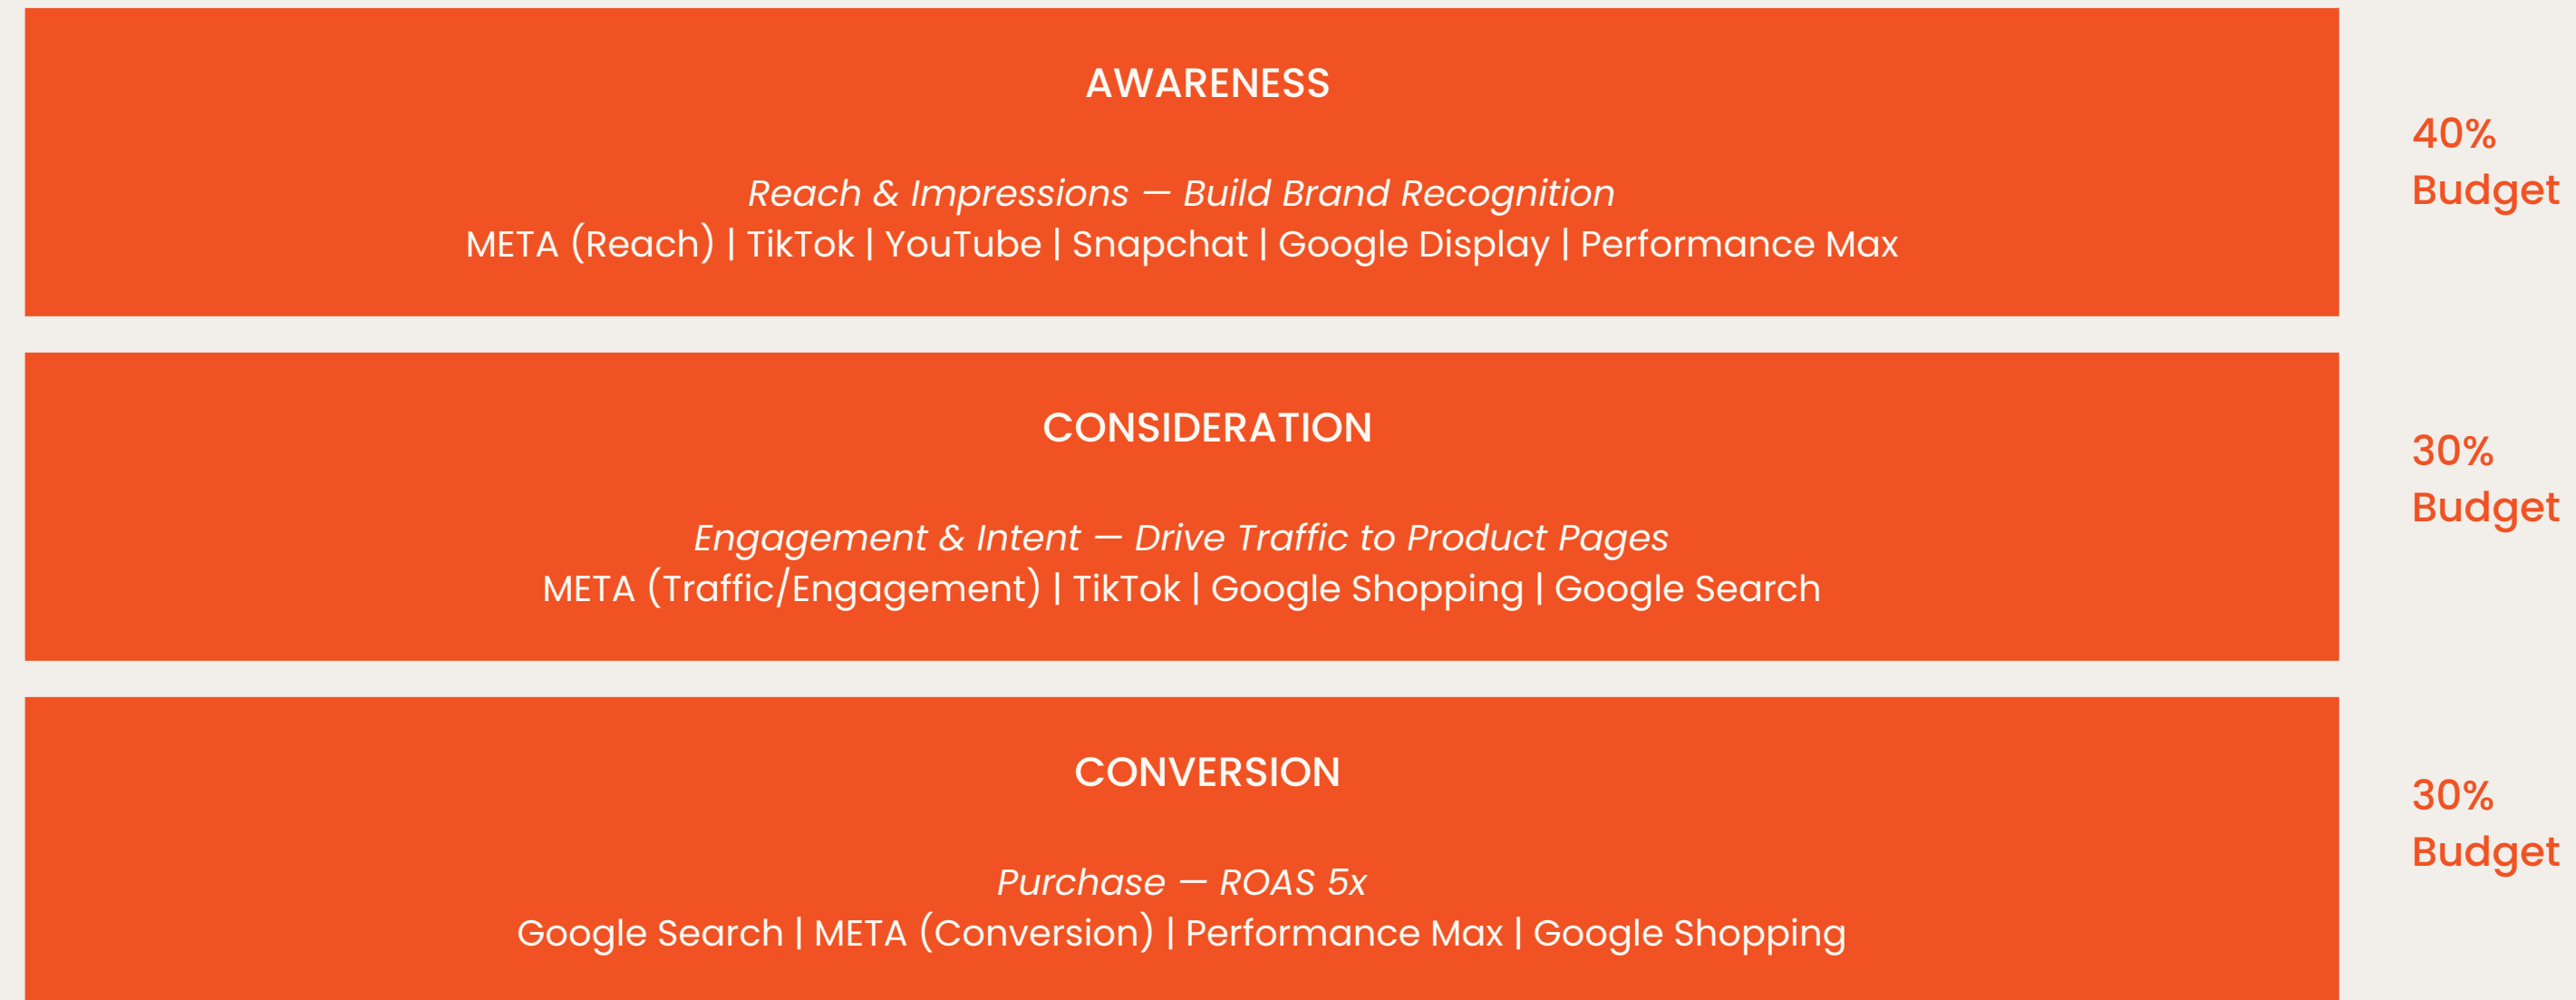 AWARENESS
40%
Budget
Reach & Impressions — Build Brand Recognition
META (Reach) | TikTok | YouTube | Snapchat | Google Display | Performance Max
CONSIDERATION
30%
Budget
Engagement & Intent — Drive Traffic to Product Pages
META (Traffic/Engagement) | TikTok | Google Shopping | Google Search
CONVERSION
30%
Budget
Purchase — ROAS 5x
Google Search | META (Conversion) | Performance Max | Google Shopping